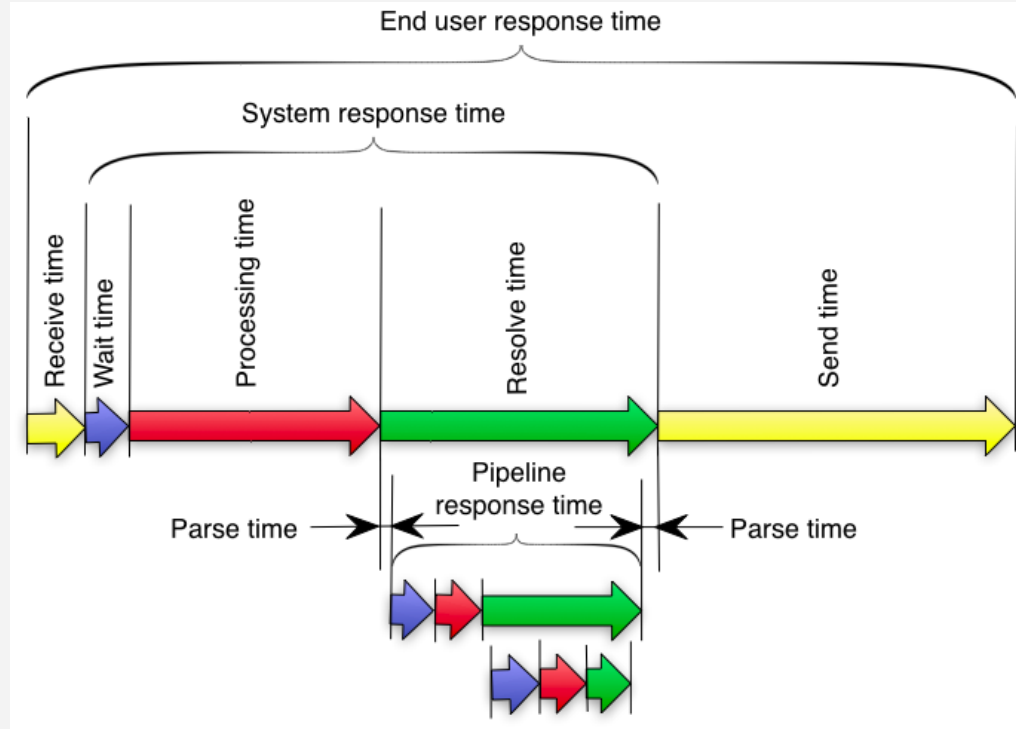 End user response time
System response time
Receive time
Wait time
Processing time
Resolve time
Send time
Pipeline
response time
Parse time
Parse time